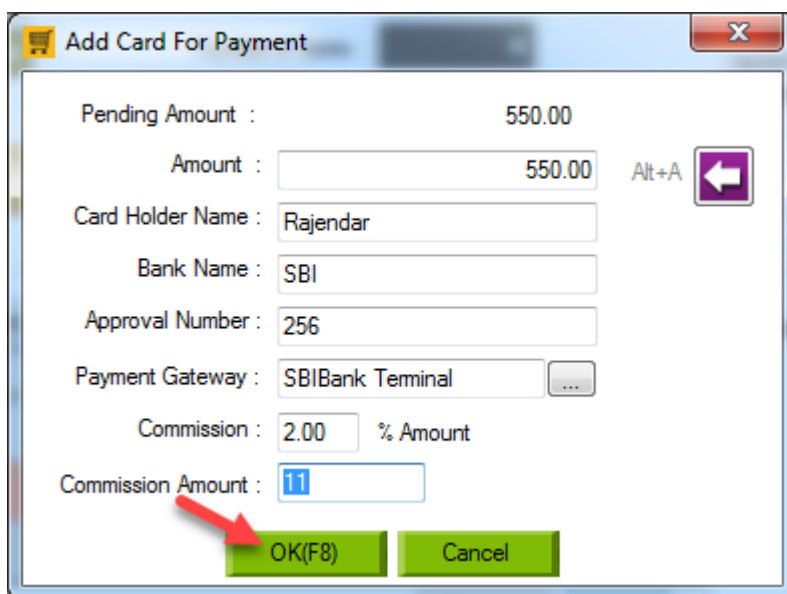 Add Card For Payment
Pending Amount : 550.00
Amount : 550.00 Alt+A
Card Holder Name : Rajendar
Bank Name : SBI
Approval Number : 256
Payment Gateway : SBIBank Terminal ...
Commission : 2.00 % Amount
Commission Amount : 11
OK(F8) Cancel